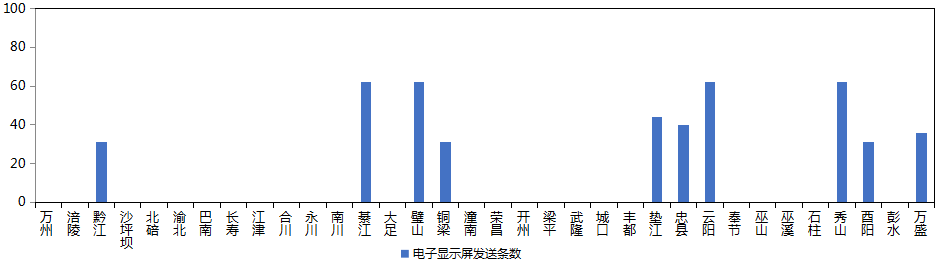 100
80
60
40
20
0
万州
涪陵
黔江
沙坪坝
北碚
渝北
巴南
长寿
江津
合川
永川
南川
綦江
大足
璧山
铜梁
潼南
荣昌
开州
梁平
武隆
城口
丰都
垫江
忠县
云阳
奉节
巫山
巫溪
石柱
秀山
酉阳
彭水
万盛
电子显示屏发送条数